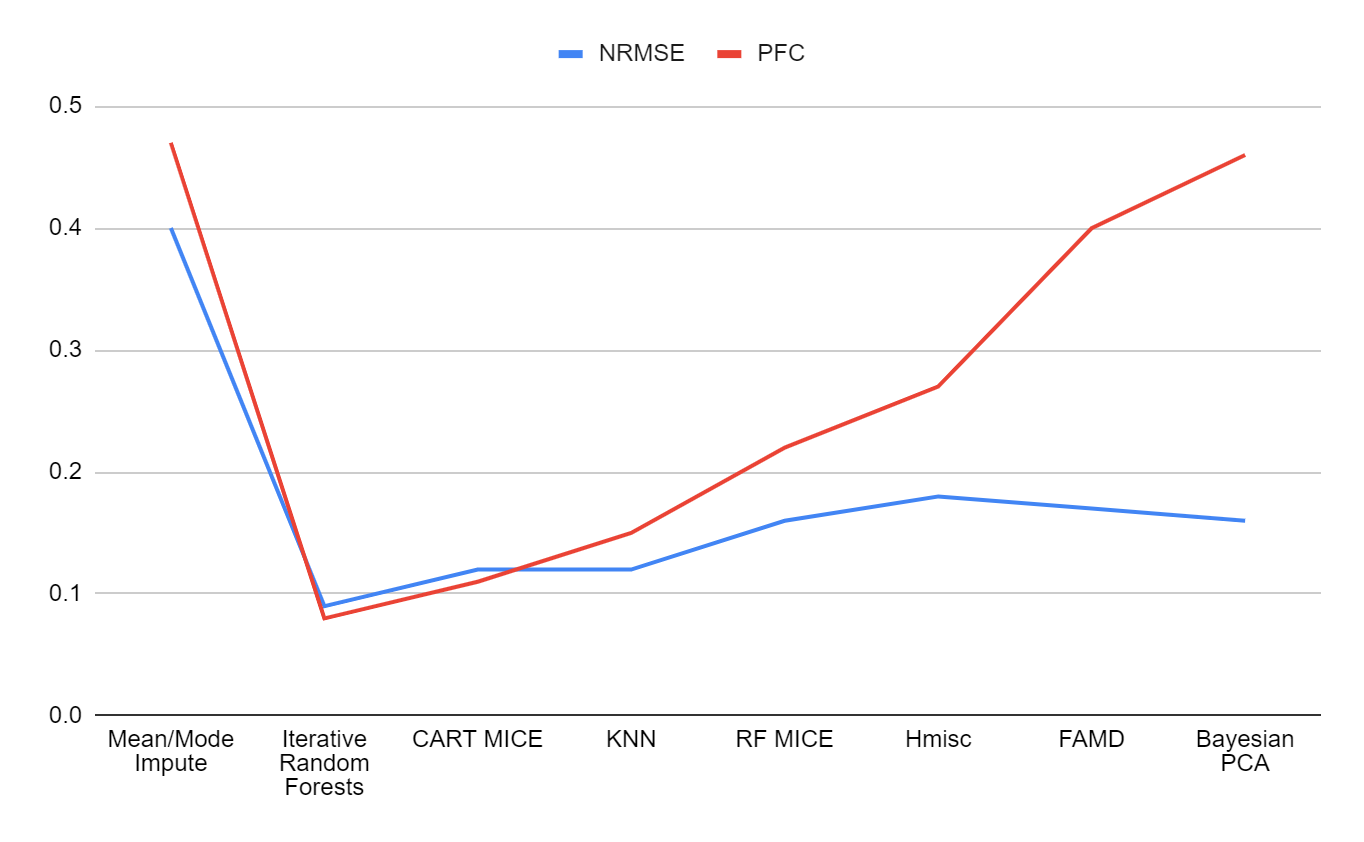 NRMSE PFC
0.5
0.4
0.3
0.2
0.1
0.0
Mean/Mode
Impute
Iterative
Random
Forests
CART MICE
KNN
RF MICE
Hmisc
FAMD
Bayesian
PCA